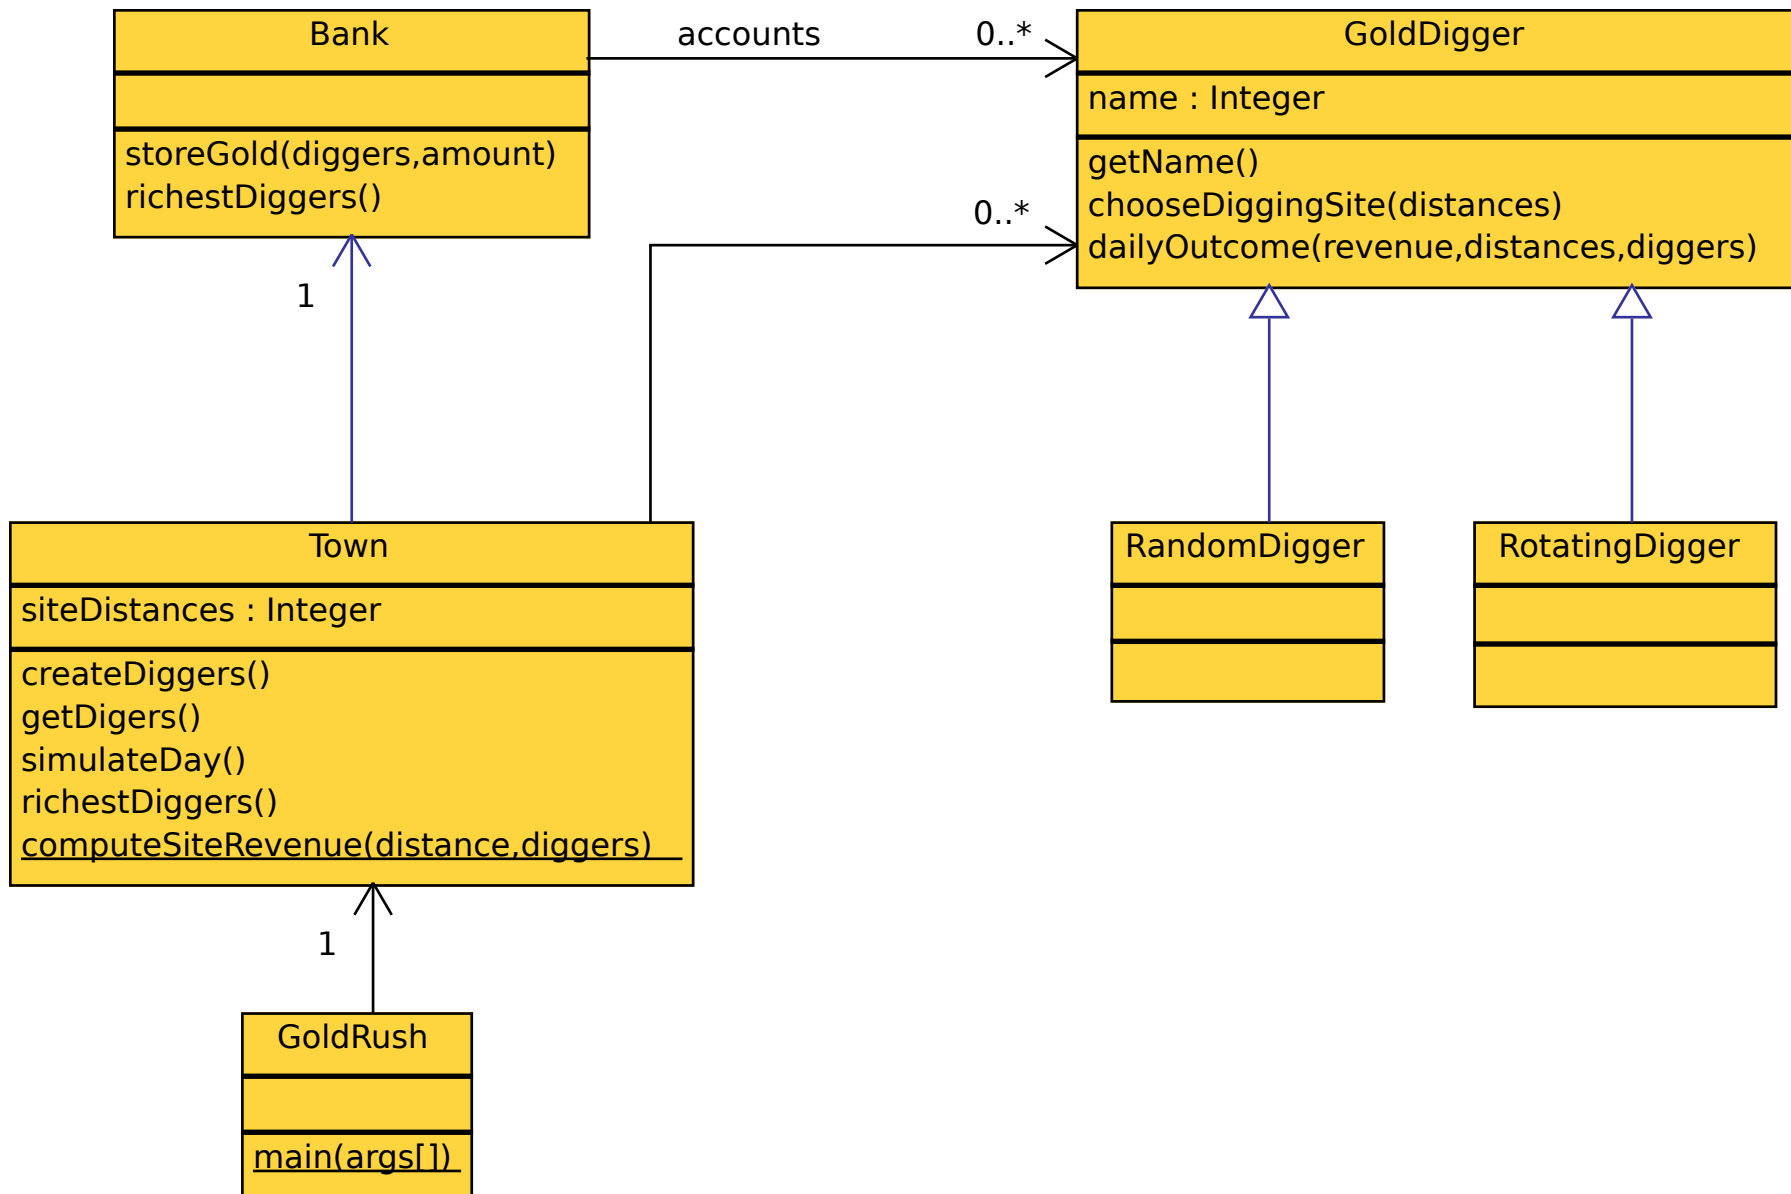 Bank
storeGold(diggers,amount)
richestDiggers()
accounts
0..*
GoldDigger
name : Integer
getName()
chooseDiggingSite(distances)
dailyOutcome(revenue,distances,diggers)
0..*
1
Town
siteDistances : Integer
createDiggers()
getDigers()
simulateDay()
richestDiggers()
computeSiteRevenue(distance,diggers)
RandomDigger
RotatingDigger
1
GoldRush
main(args[])